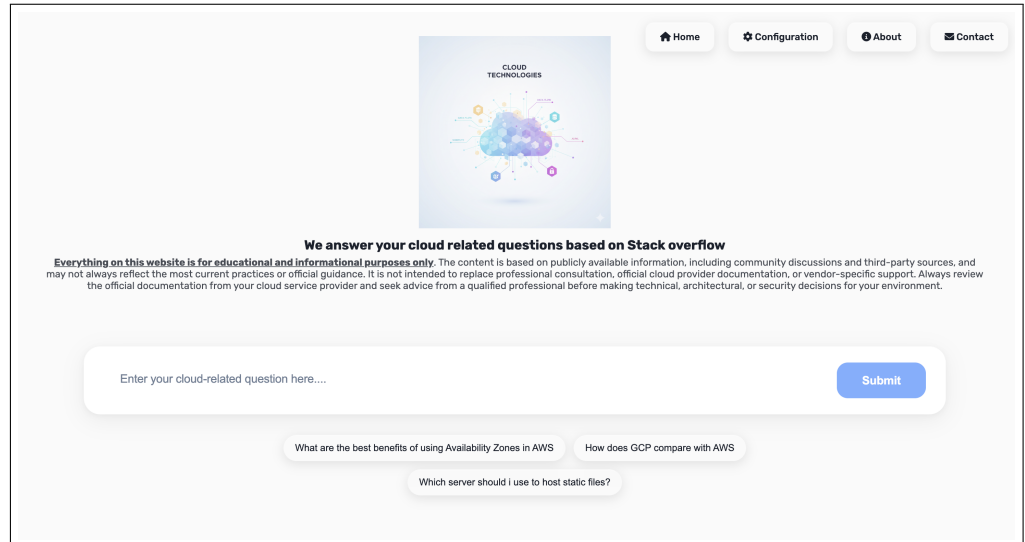 Home
Configuration
About
Contact
CLOUD
TECHNOLOGIES
We answer your cloud related questions based on Stack overflow
Everything on this website is for educational and informational purposes only. The content is based on publicly available information, including community discussions and third-party sources, and
may not always reflect the most current practices or official guidance. It is not intended to replace professional consultation, official cloud provider documentation, or vendor-specific support. Always review
the official documentation from your cloud service provider and seek advice from a qualified professional before making technical, architectural, or security decisions for your environment.
Enter your cloud-related question here....
Submit
What are the best benefits of using Availability Zones in AWS
How does GCP compare with AWS
Which server should i use to host static files?